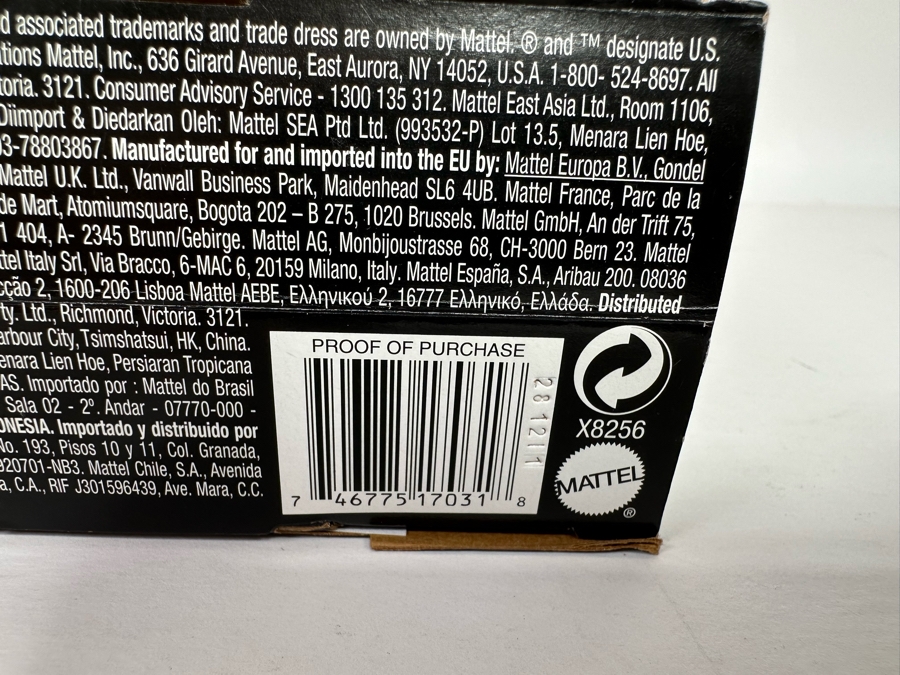 d associated trademarks and trade dress are owned by Mattel. ® and ™ designate U.S.
ations Mattel, Inc., 636 Girard Avenue, East Aurora, NY 14052, U.S.A. 1-800- 524-8697. All
toria. 3121. Consumer Advisory Service - 1300 135 312. Mattel East Asia Ltd., Room 1106,
Diimport & Diedarkan Oleh: Mattel SEA Ptd Ltd. (993532-P) Lot 13.5, Menara Lien Hoe,
03-78803867. Manufactured for and imported into the EU by: Mattel Europa B.V., Gondel
Mattel U.K. Ltd., Vanwall Business Park, Maidenhead SL6 4UB. Mattel France, Parc de la
de Mart, Atomiumsquare, Bogota 202 – B 275, 1020 Brussels. Mattel GmbH, An der Trift 75,
1 404, A- 2345 Brunn/Gebirge. Mattel AG, Monbijoustrasse 68, CH-3000 Bern 23. Mattel
ttel Italy Srl, Via Bracco, 6-MAC 6, 20159 Milano, Italy. Mattel España, S.A., Aribau 200. 08036
cção 2, 1600-206 Lisboa Mattel AEBE, Ελληνικού 2, 16777 Ελληνικό, Ελλάδα. Distributed
ty. Ltd., Richmond, Victoria. 3121.
arbour City, Tsimshatsui, HK, China.
enara Lien Hoe, Persiaran Tropicana
AS. Importado por : Mattel do Brasil
Sala 02 - 2º. Andar - 07770-000 -
ONESIA. Importado y distribuido por
No. 193, Pisos 10 y 11, Col. Granada,
920701-NB3. Mattel Chile, S.A., Avenida
a, C.A., RIF J301596439, Ave. Mara, C.C.
PROOF OF PURCHASE
281211
7 46775 17031 8
X8256
MATTEL
®